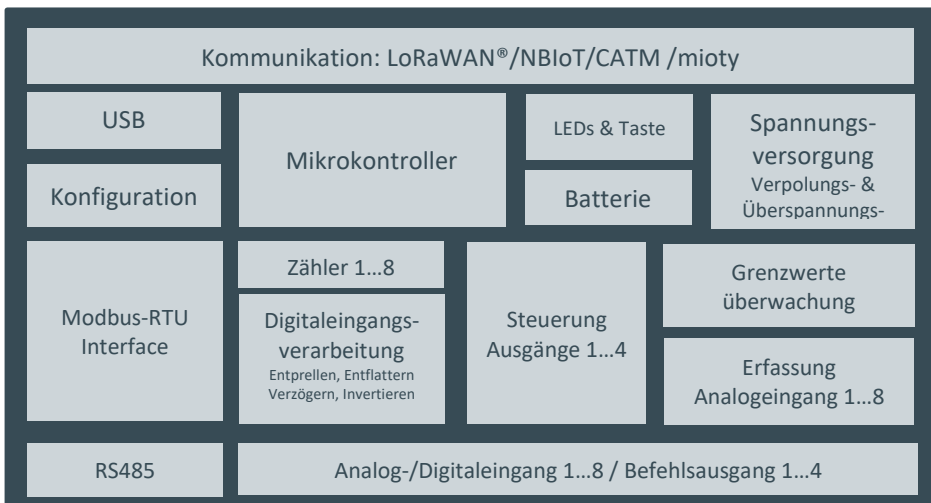 Kommunikation: LoRaWAN®/NBIoT/CATM /mioty
USB
Konfiguration
Mikrokontroller
LEDs & Taste
Batterie
Spannungs-
versorgung
Verpolungs- &
Überspannungs-
Modbus-RTU
Interface
Zähler 1...8
Digitaleingangs-
verarbeitung
Entprellen, Entflattern
Verzögern, Invertieren
Steuerung
Ausgänge 1...4
Grenzwerte
überwachung
Erfassung
Analogeingang 1...8
RS485
Analog-/Digitaleingang 1...8 / Befehlsausgang 1...4